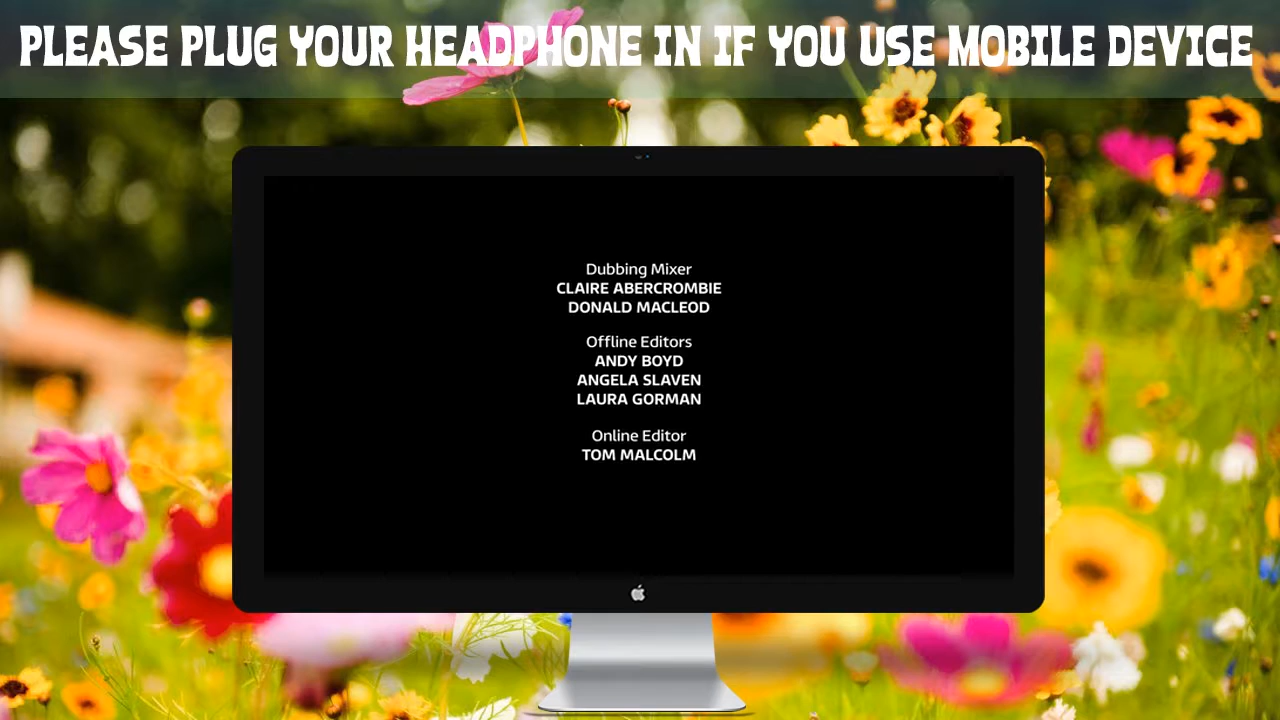 PLEASE PLUG YOUR HEADPHONE IN IF YOU USE MOBILE DEVICE
Dubbing Mixer
CLAIRE ABERCROMBIE
DONALD MACLEOD
Offline Editors
ANDY BOYD
ANGELA SLAVEN
LAURA GORMAN
Online Editor
TOM MALCOLM